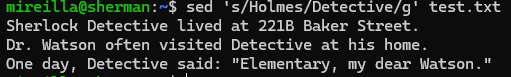 mireilla@sherman:~$ sed 's/Holmes/Detective/g' test.txt
Sherlock Detective lived at 221B Baker Street.
Dr. Watson often visited Detective at his home.
One day, Detective said: "Elementary, my dear Watson."